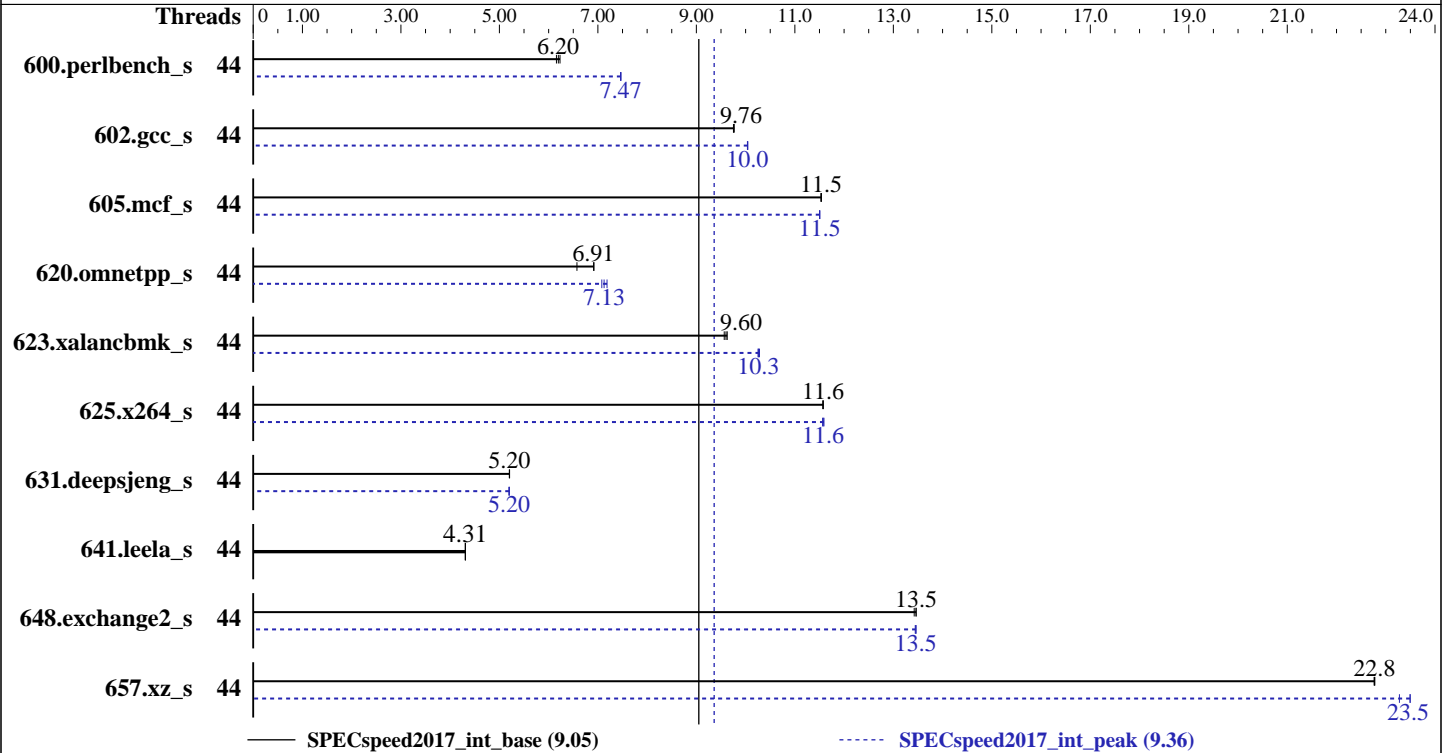 Threads 0 1.00 3.00 5.00 7.00 9.00 11.0 13.0 15.0 17.0 19.0 21.0 24.0
6.20
600.perlbench_s 44
7.47
9.76
602.gcc_s 44
10.0
11.5
605.mcf_s 44
11.5
6.91
620.omnetpp_s 44
7.13
9.60
623.xalancbmk_s 44
10.3
11.6
625.x264_s 44
11.6
5.20
631.deepsjeng_s 44
5.20
4.31
641.leela_s 44
13.5
648.exchange2_s 44
13.5
22.8
657.xz_s 44
23.5
SPECspeed2017_int_base (9.05) SPECspeed2017_int_peak (9.36)